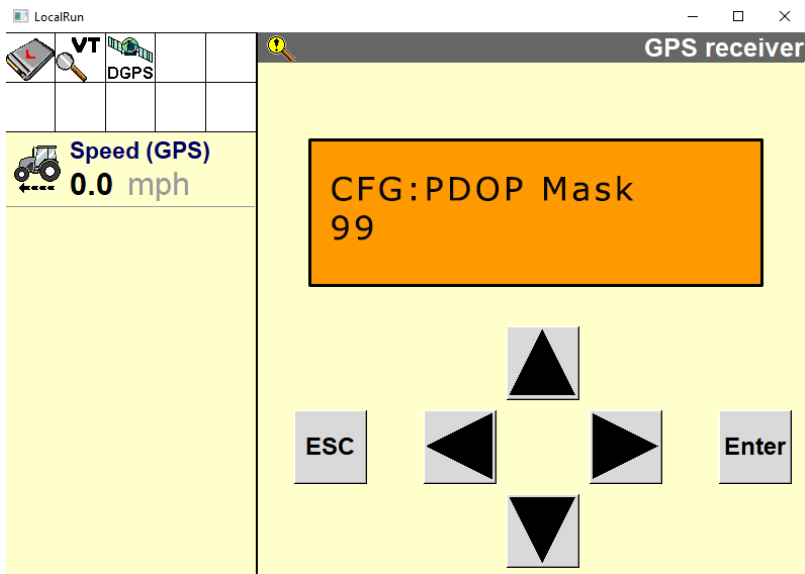 LocalRun
VT
DGPS
GPS receiver
Speed (GPS)
0.0 mph
CFG:PDOP Mask
99
ESC
Enter